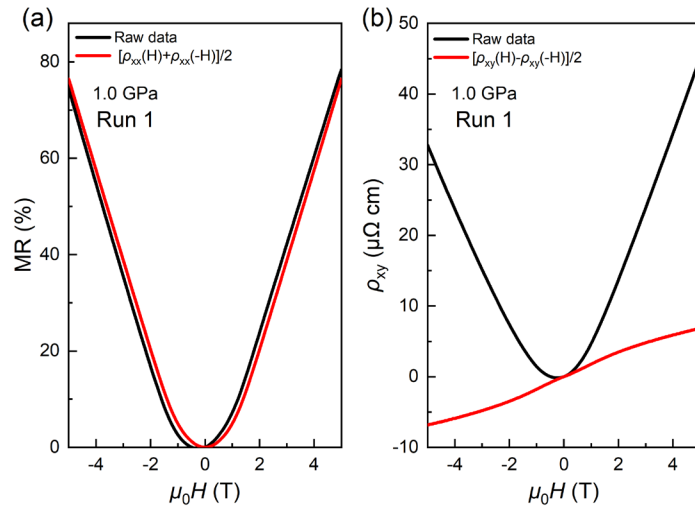 (a)
Raw data
[ρxx(H)+ρxx(-H)]/2
1.0 GPa
Run 1
80
60
40
20
0
-4 -2 0 2 4
MR (%)
μ0H (T)
(b)
Raw data
[ρxy(H)-ρxy(-H)]/2
1.0 GPa
Run 1
50
40
30
20
10
0
-10
-4 -2 0 2 4
ρxy (μΩ cm)
μ0H (T)